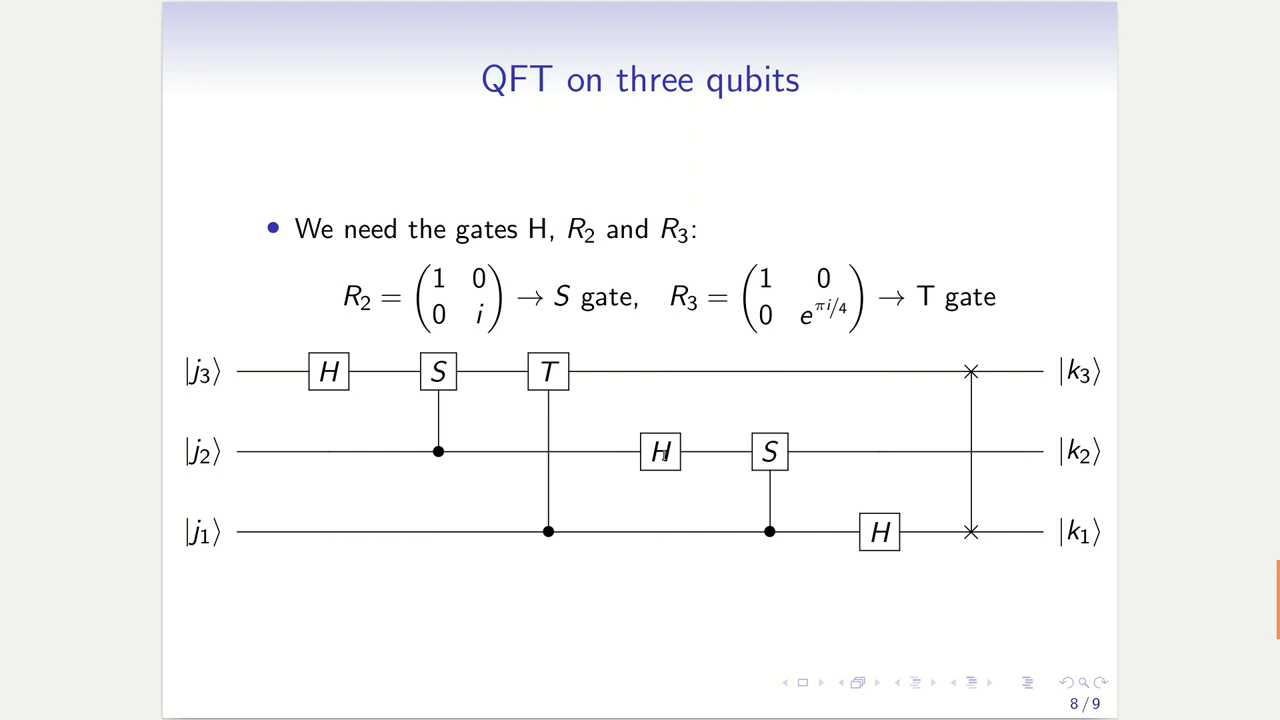 QFT on three qubits
• We need the gates H, R₂ and R₃:
R₂ = (1 0; 0 i) → S gate, R₃ = (1 0; 0 e^{πi/4}) → T gate
|j₃⟩ H S T |k₃⟩
|j₂⟩ H S |k₂⟩
|j₁⟩ H |k₁⟩
8 / 9